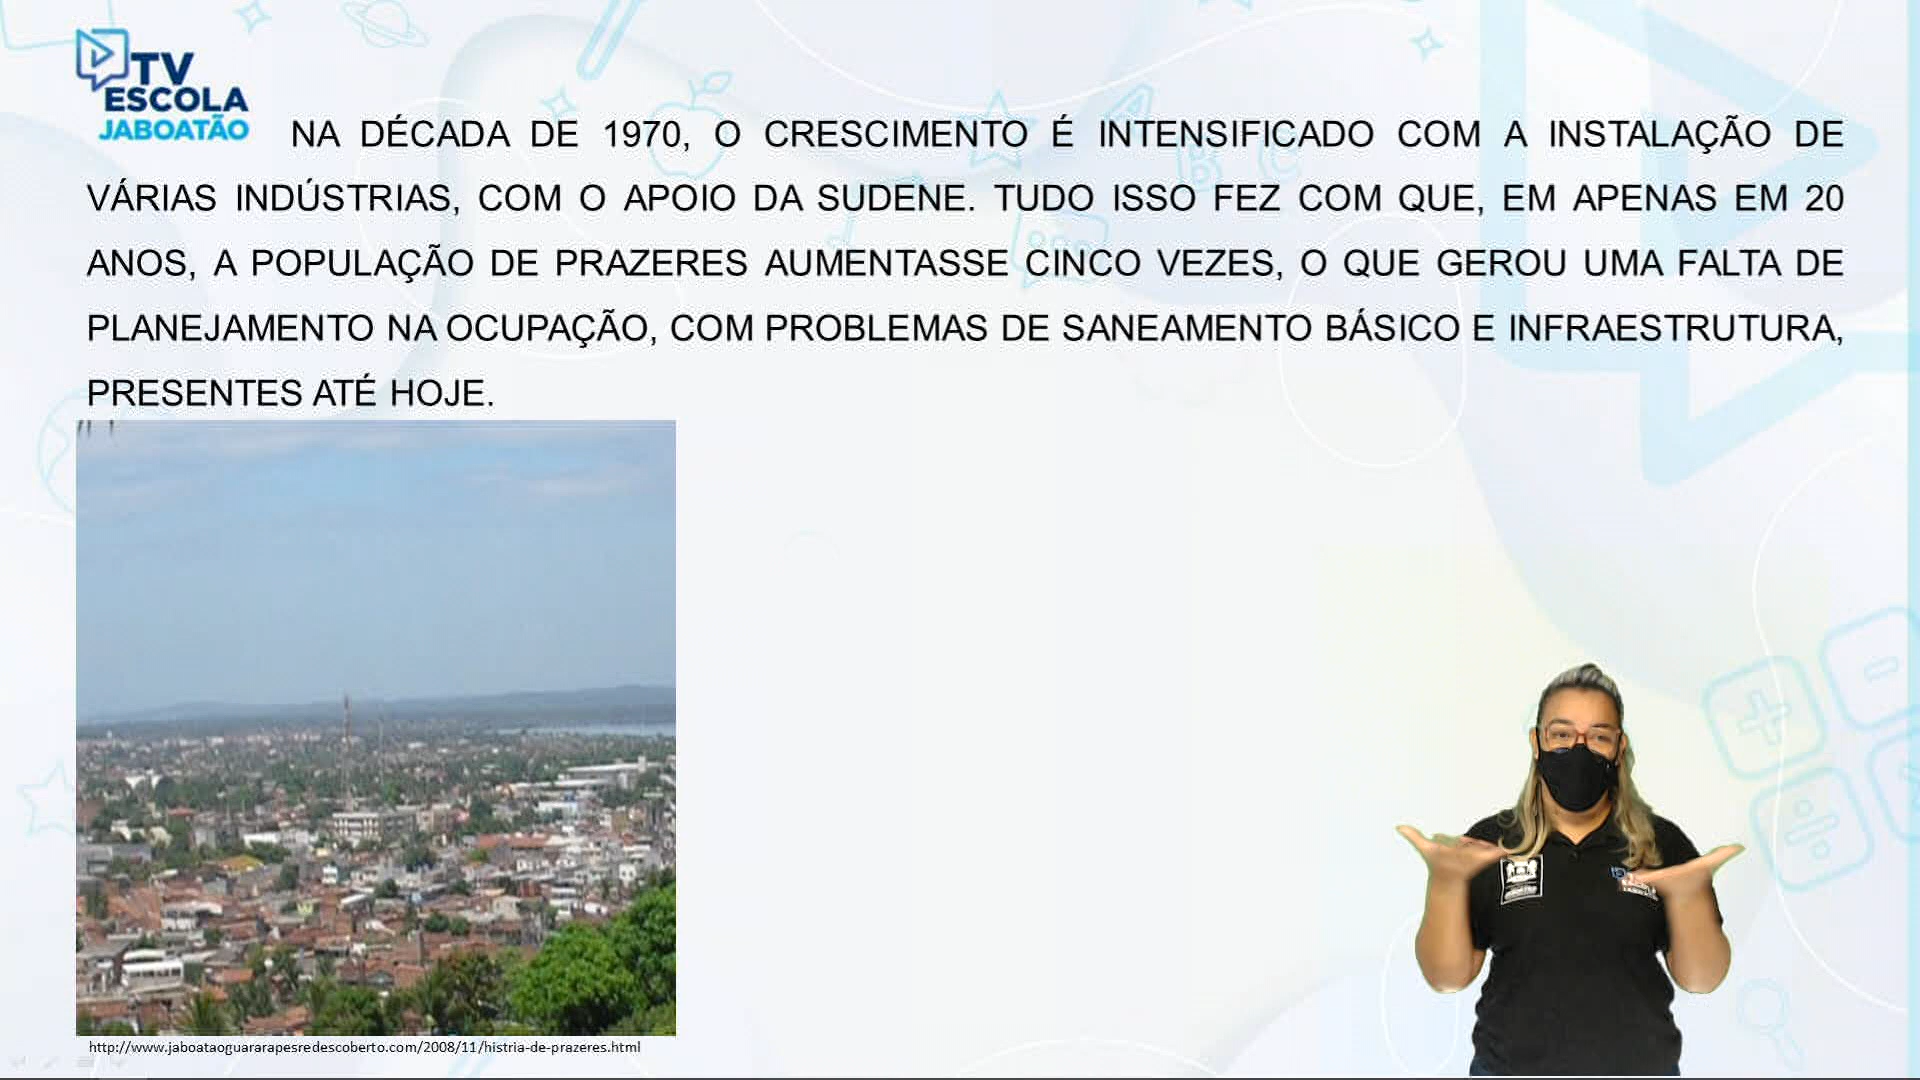 TV
ESCOLA
JABOATÃO
NA DÉCADA DE 1970, O CRESCIMENTO É INTENSIFICADO COM A INSTALAÇÃO DE
VÁRIAS INDÚSTRIAS, COM O APOIO DA SUDENE. TUDO ISSO FEZ COM QUE, EM APENAS EM 20
ANOS, A POPULAÇÃO DE PRAZERES AUMENTASSE CINCO VEZES, O QUE GEROU UMA FALTA DE
PLANEJAMENTO NA OCUPAÇÃO, COM PROBLEMAS DE SANEAMENTO BÁSICO E INFRAESTRUTURA,
PRESENTES ATÉ HOJE.
http://www.jaboataoguararapesredescoberto.com/2008/11/histria-de-prazeres.html